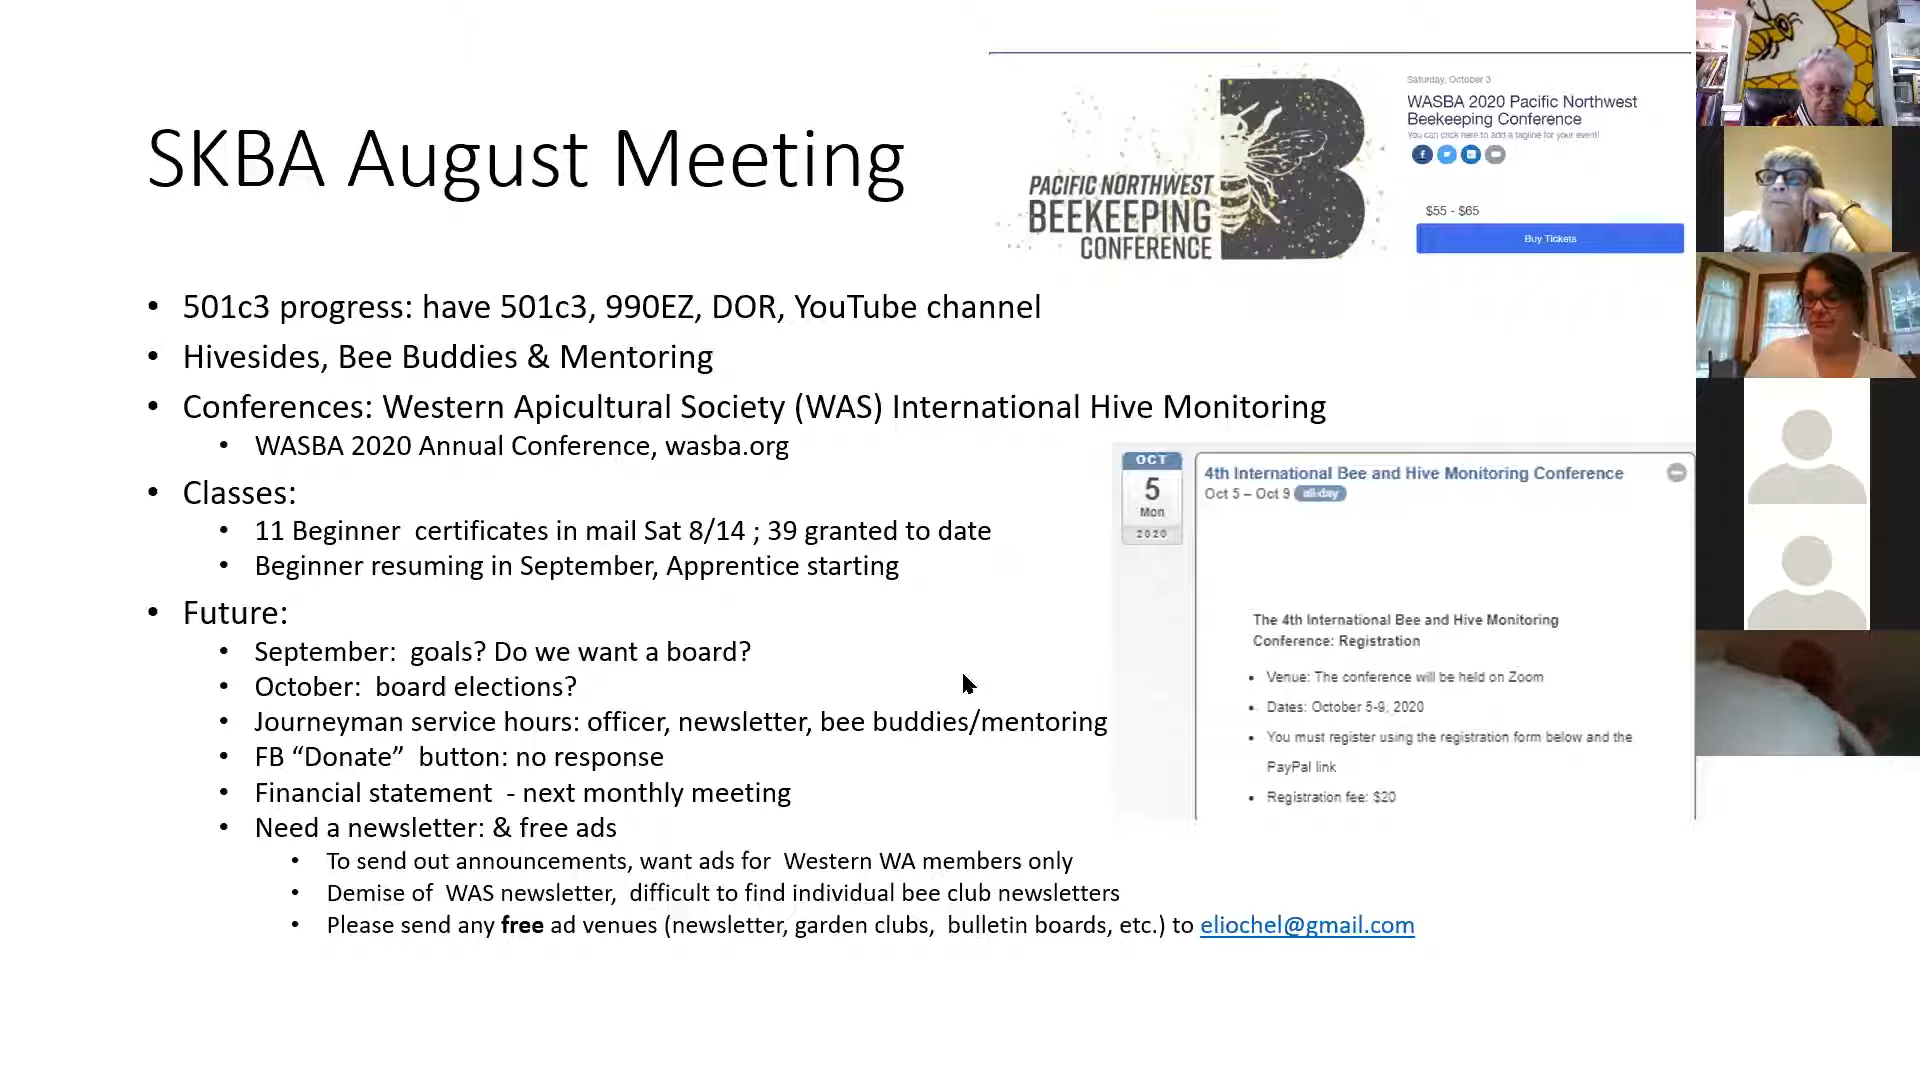 SKBA August Meeting
PACIFIC NORTHWEST
BEEKEEPING
CONFERENCE
Saturday, October 3
WASBA 2020 Pacific Northwest
Beekeeping Conference
You can click here to add a tagline for your event!
$55 - $65
Buy Tickets
• 501c3 progress: have 501c3, 990EZ, DOR, YouTube channel
• Hivesides, Bee Buddies & Mentoring
• Conferences: Western Apicultural Society (WAS) International Hive Monitoring
• WASBA 2020 Annual Conference, wasba.org
• Classes:
• 11 Beginner certificates in mail Sat 8/14 ; 39 granted to date
• Beginner resuming in September, Apprentice starting
• Future:
• September: goals? Do we want a board?
• October: board elections?
• Journeyman service hours: officer, newsletter, bee buddies/mentoring
• FB “Donate” button: no response
• Financial statement - next monthly meeting
• Need a newsletter: & free ads
• To send out announcements, want ads for Western WA members only
• Demise of WAS newsletter, difficult to find individual bee club newsletters
• Please send any free ad venues (newsletter, garden clubs, bulletin boards, etc.) to eliochel@gmail.com
OCT
5
Mon
2020
4th International Bee and Hive Monitoring Conference
Oct 5 – Oct 9 all-day
The 4th International Bee and Hive Monitoring
Conference: Registration
• Venue: The conference will be held on Zoom
• Dates: October 5-9, 2020
• You must register using the registration form below and the
PayPal link
• Registration fee: $20